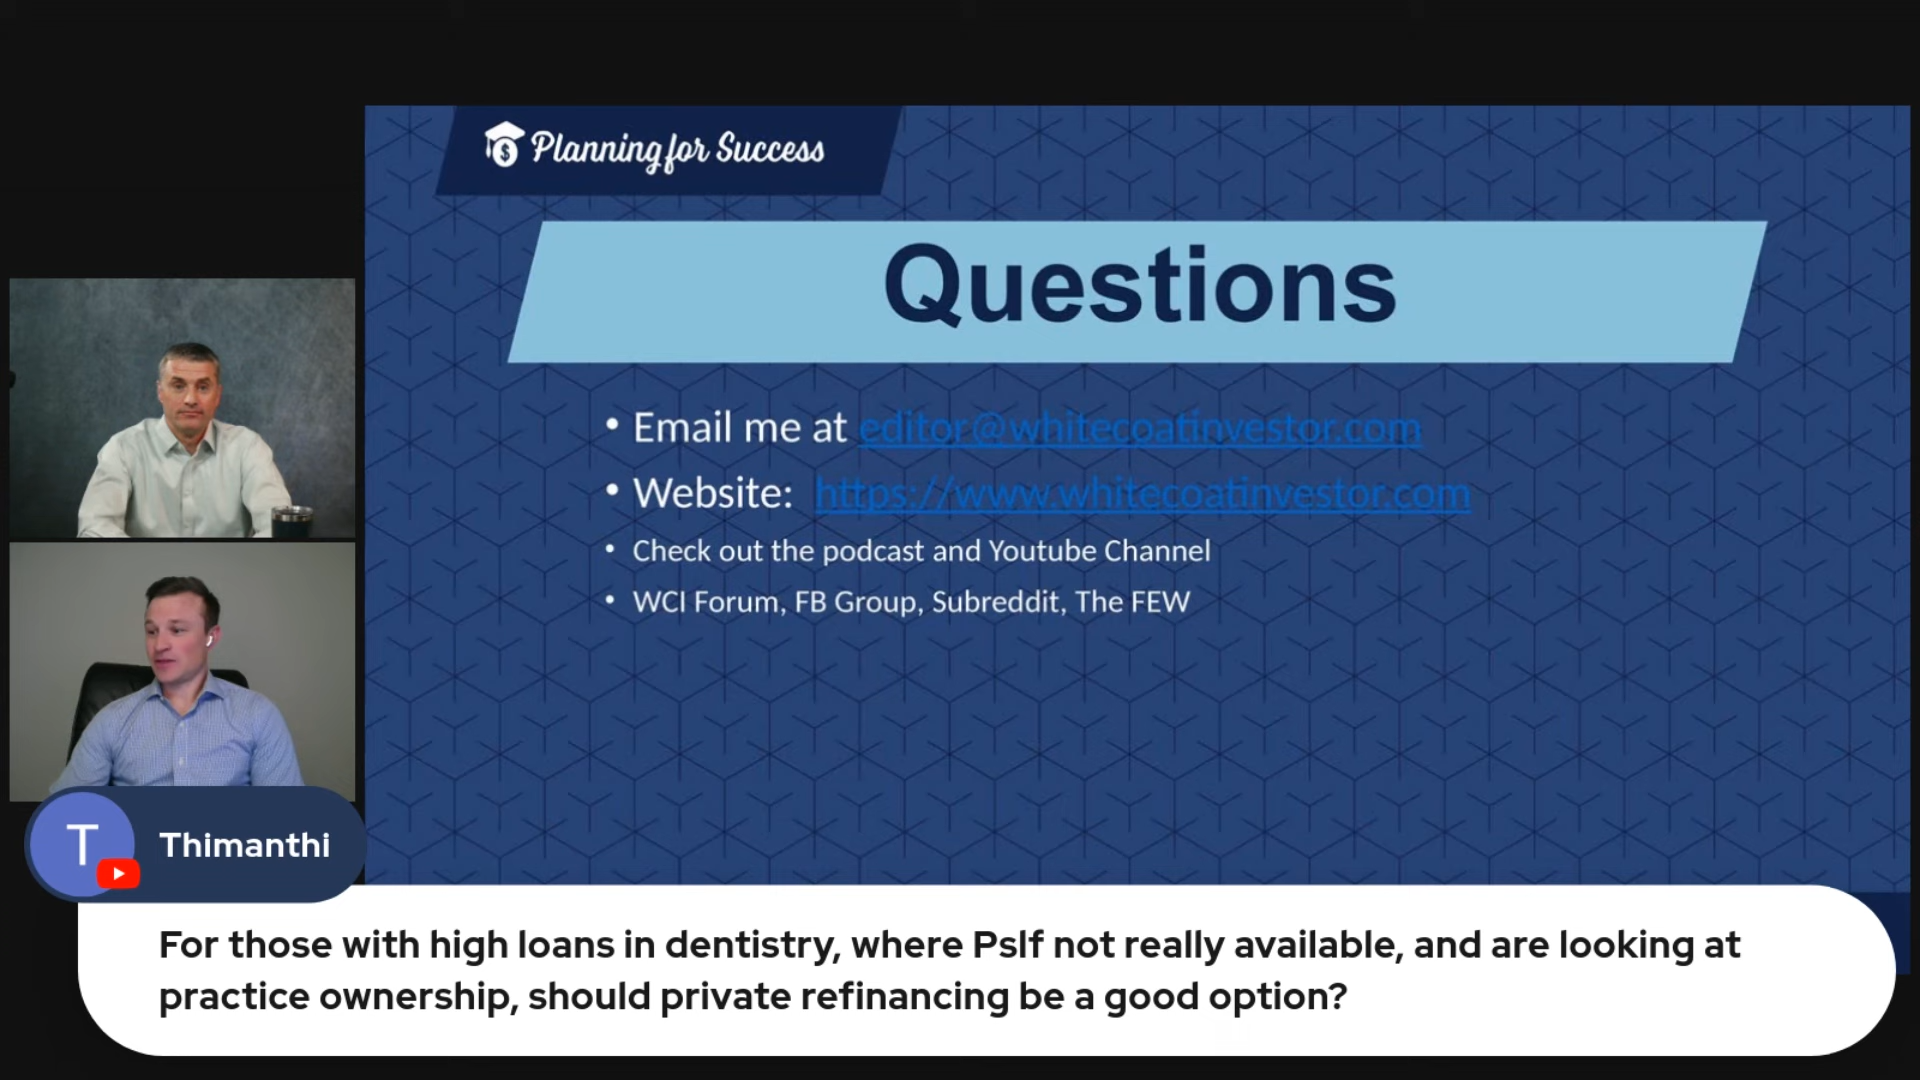 Planning for Success
Questions
• Email me at editor@whitecoatinvestor.com
• Website: https://www.whitecoatinvestor.com
• Check out the podcast and Youtube Channel
• WCI Forum, FB Group, Subreddit, The FEW
T
Thimanthi
For those with high loans in dentistry, where Pslf not really available, and are looking at
practice ownership, should private refinancing be a good option?